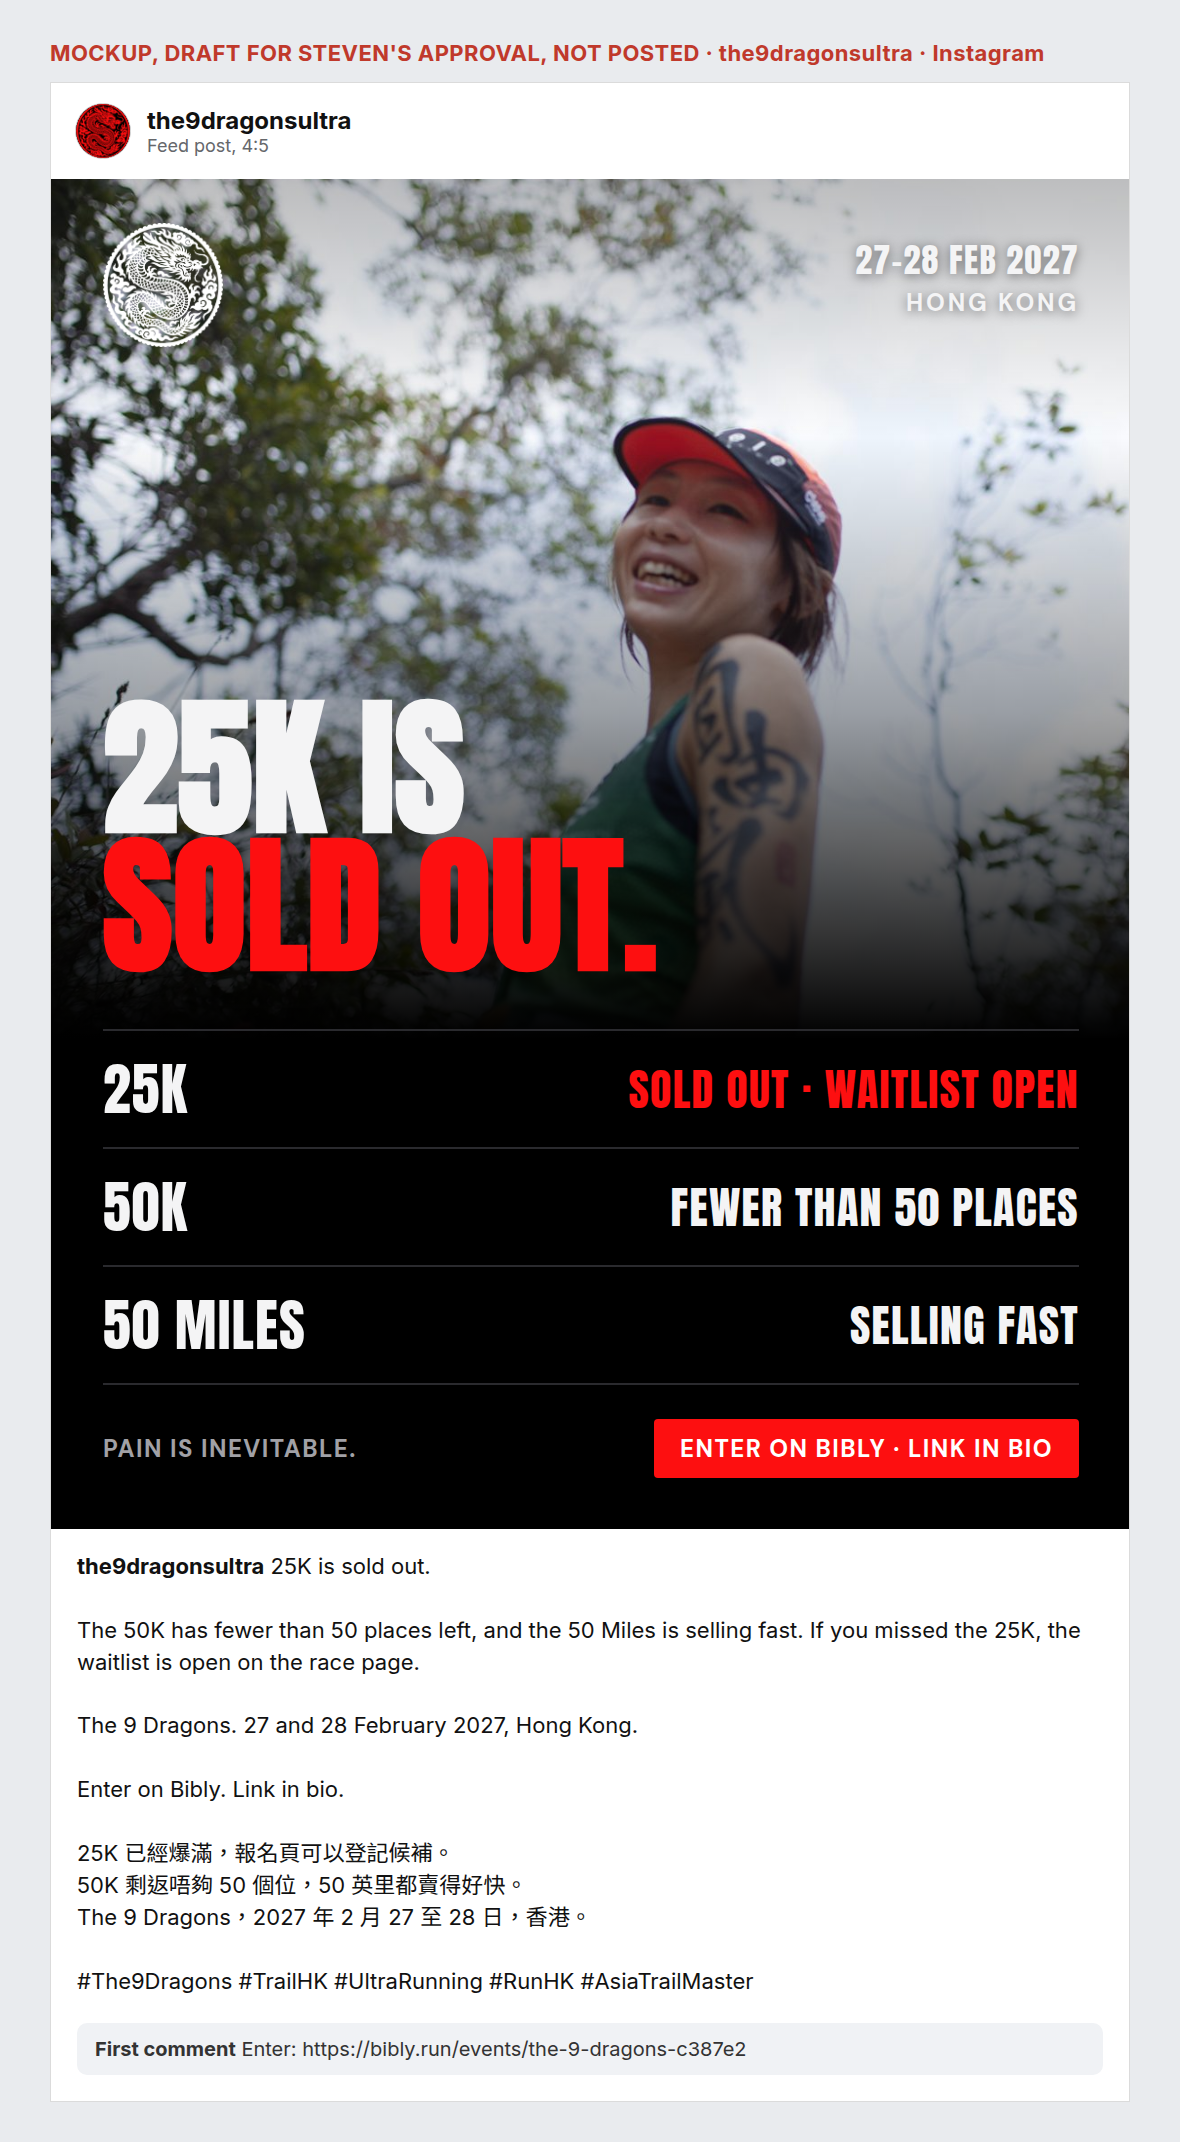 MOCKUP, DRAFT FOR STEVEN'S APPROVAL, NOT POSTED · the9dragonsultra · Instagram
the9dragonsultra
Feed post, 4:5
27-28 FEB 2027
HONG KONG
25K IS
SOLD OUT.
25K
SOLD OUT · WAITLIST OPEN
50K
FEWER THAN 50 PLACES
50 MILES
SELLING FAST
PAIN IS INEVITABLE.
ENTER ON BIBLY · LINK IN BIO
the9dragonsultra 25K is sold out.
The 50K has fewer than 50 places left, and the 50 Miles is selling fast. If you missed the 25K, the
waitlist is open on the race page.
The 9 Dragons. 27 and 28 February 2027, Hong Kong.
Enter on Bibly. Link in bio.
25K 已經爆滿，報名頁可以登記候補。
50K 剩返唔夠 50 個位，50 英里都賣得好快。
The 9 Dragons，2027 年 2 月 27 至 28 日，香港。
#The9Dragons #TrailHK #UltraRunning #RunHK #AsiaTrailMaster
First comment Enter: https://bibly.run/events/the-9-dragons-c387e2